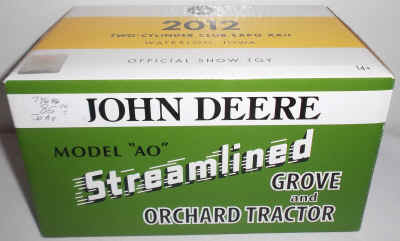 2012
TWO-CYLINDER CLUB EXPO XXII
WATERLOO, IOWA
OFFICIAL SHOW TOY
14+
JOHN DEERE
MODEL "AO"
Streamlined
GROVE
and
ORCHARD TRACTOR